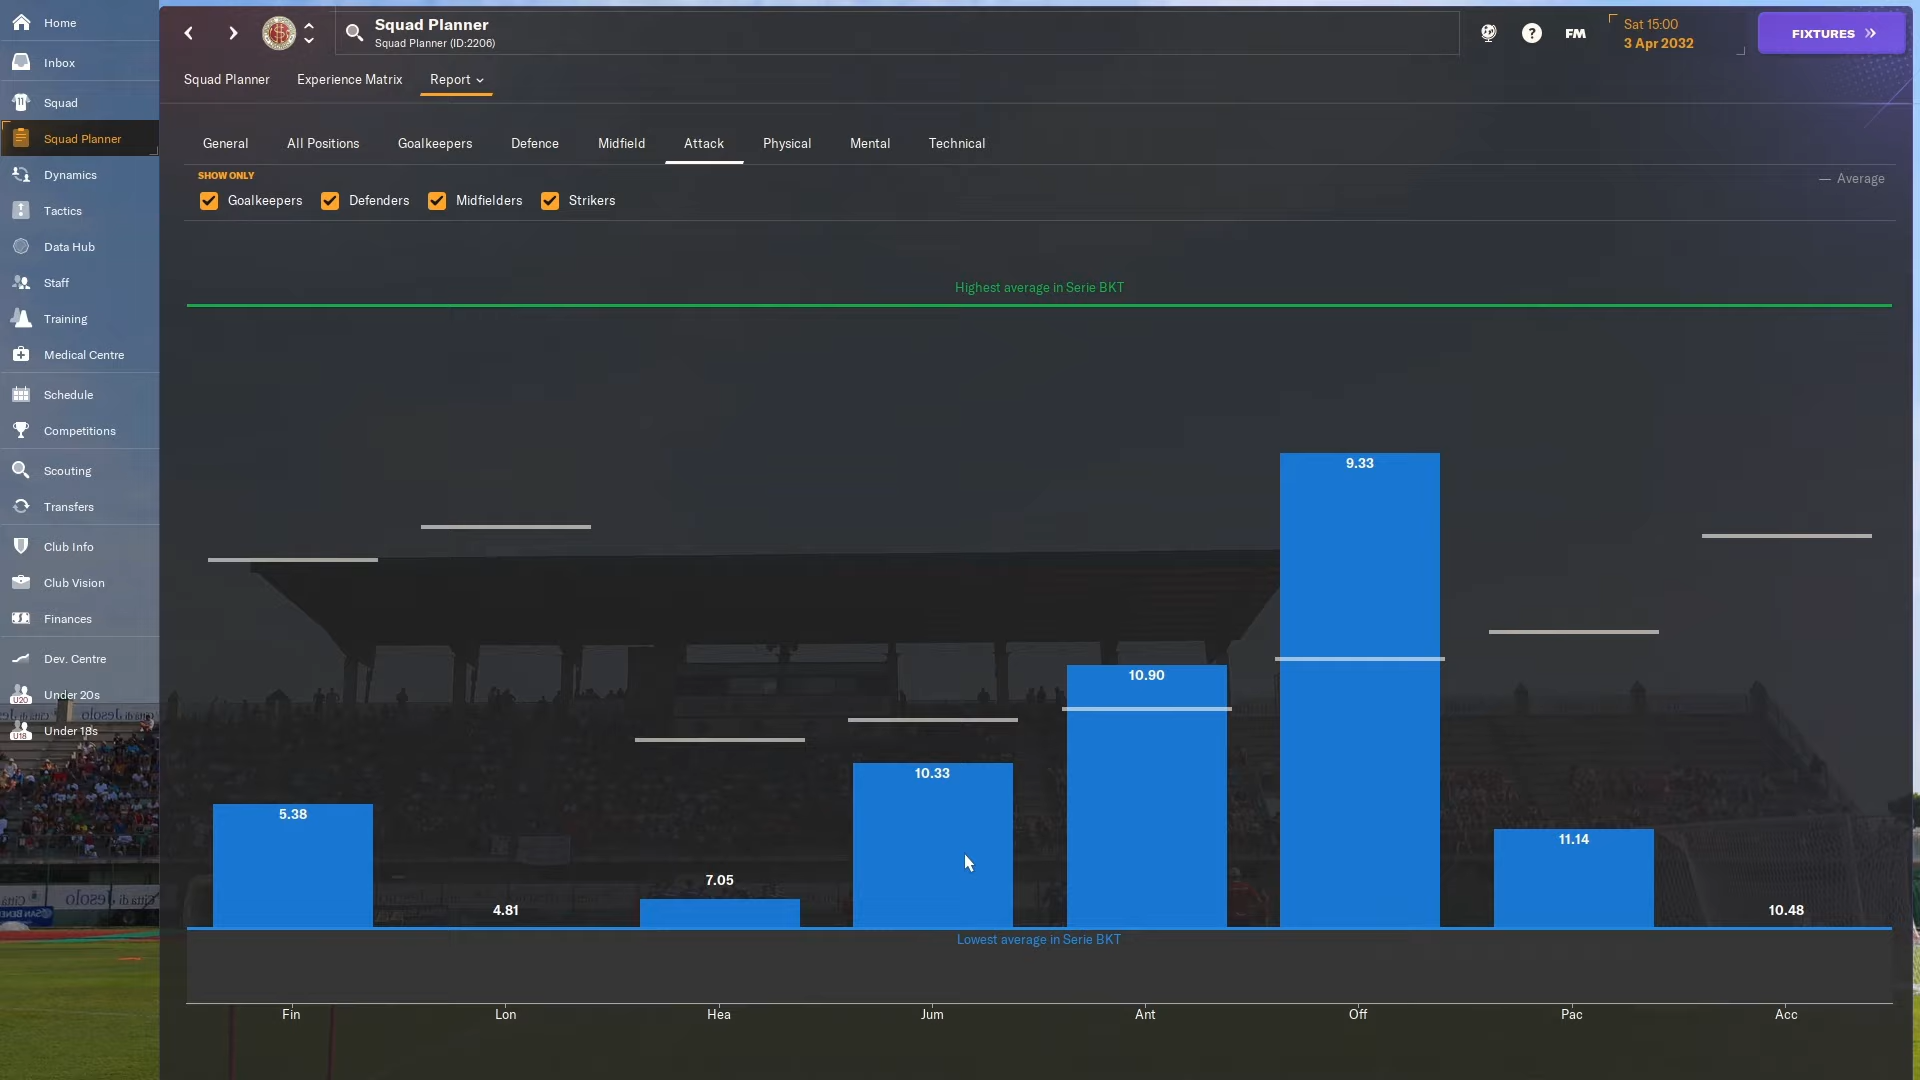 Home
Inbox
Squad
Squad Planner
Dynamics
Tactics
Data Hub
Staff
Training
Medical Centre
Schedule
Competitions
Scouting
Transfers
Club Info
Club Vision
Finances
Dev. Centre
U20
Under 20s
U18
Under 18s
Squad Planner
Squad Planner (ID:2206)
?
FM
Sat 15:00
3 Apr 2032
FIXTURES
Squad Planner
Experience Matrix
Report
General
All Positions
Goalkeepers
Defence
Midfield
Attack
Physical
Mental
Technical
SHOW ONLY
Goalkeepers
Defenders
Midfielders
Strikers
Average
Highest average in Serie BKT
5.38
4.81
7.05
10.33
10.90
9.33
11.14
10.48
Lowest average in Serie BKT
Fin
Lon
Hea
Jum
Ant
Off
Pac
Acc